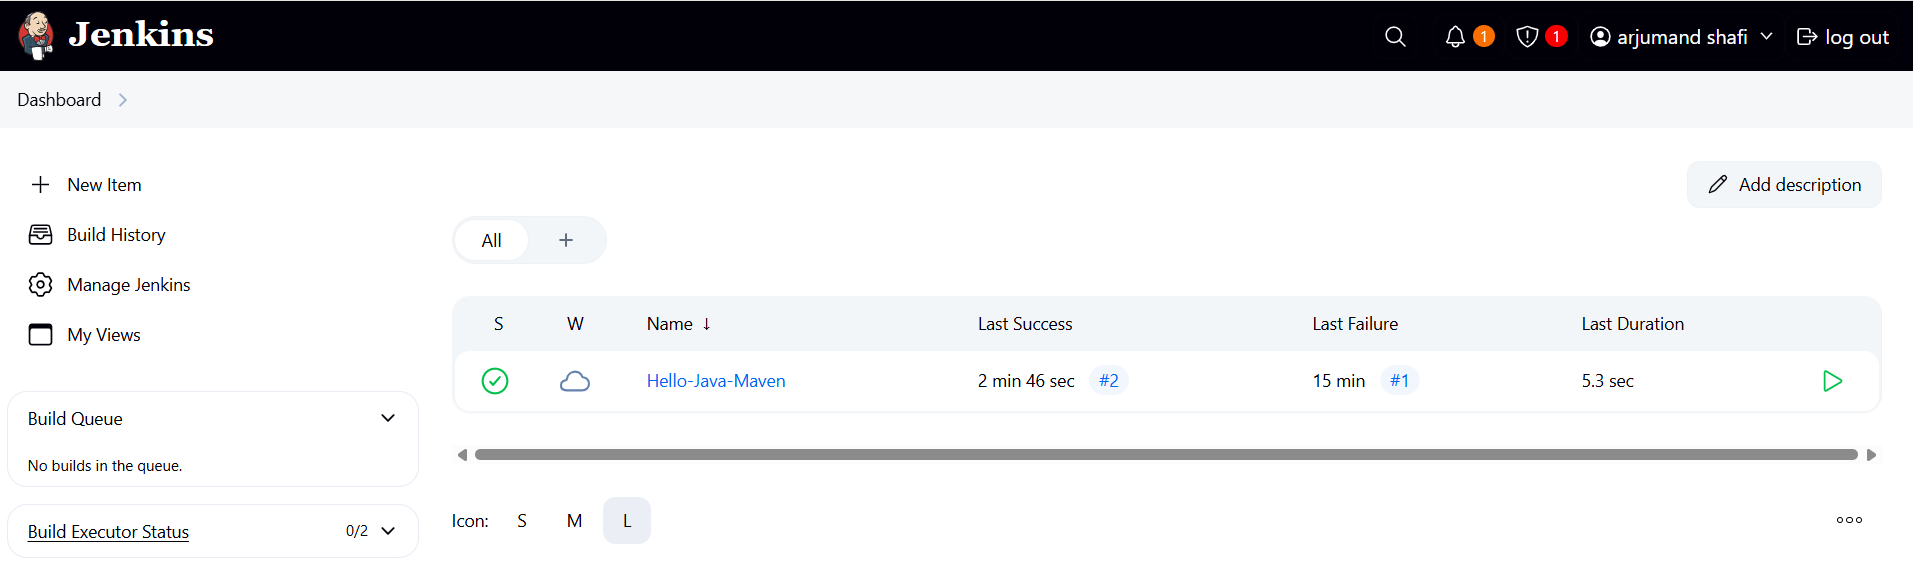 Jenkins 1 1 arjumand shafi log out
Dashboard
New Item
Add description
Build History
All +
Manage Jenkins
My Views
S W Name ↓ Last Success Last Failure Last Duration
Hello-Java-Maven 2 min 46 sec #2 15 min #1 5.3 sec
Build Queue
No builds in the queue.
Build Executor Status 0/2
Icon: S M L